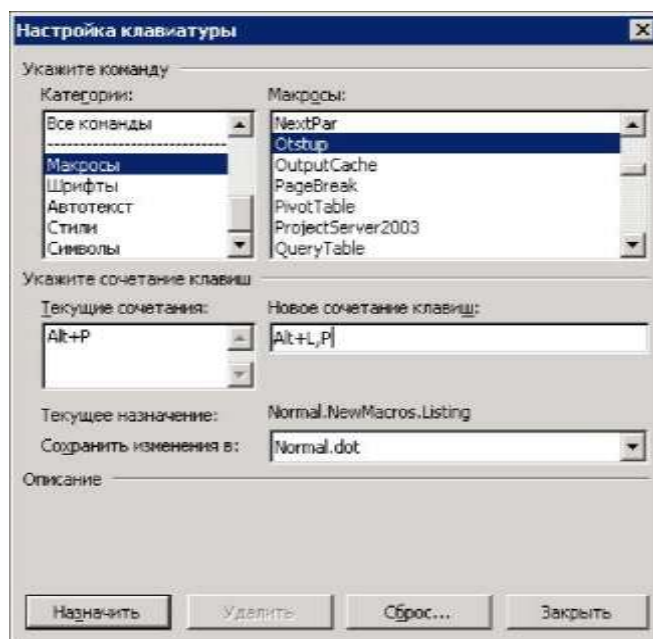 Настройка клавиатуры
Укажите команду
Категории: Макросы:
Все команды
Макросы
Шрифты
Автотекст
Стили
Символы
NextPar
Otstup
OutputCache
PageBreak
PivotTable
ProjectServer2003
QueryTable
Укажите сочетание клавиш
Текущие сочетания: Новое сочетание клавиш:
Alt+P Alt+L,P
Текущее назначение: Normal.NewMacros.Listing
Сохранить изменения в: Normal.dot
Описание
Назначить Удалить Сброс... Закрыть